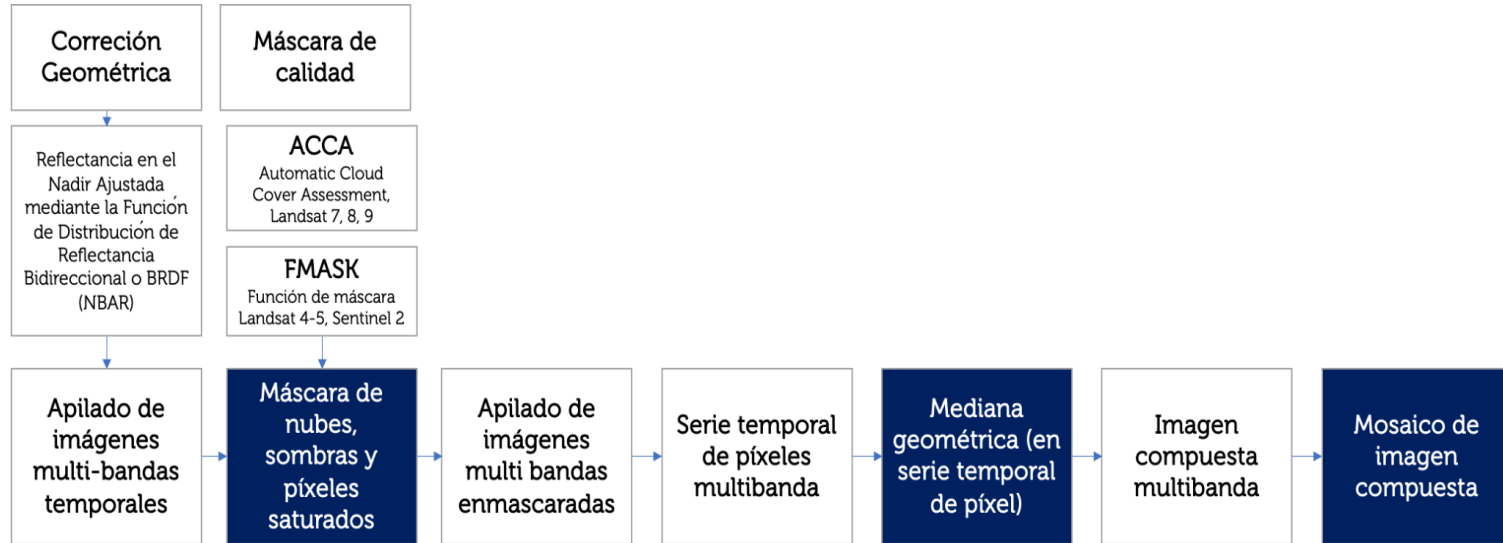 Correción
Geométrica
Máscara de
calidad
Reflectancia en el
Nadir Ajustada
mediante la Función
de Distribución de
Reflectancia
Bidireccional o BRDF
(NBAR)
ACCA
Automatic Cloud
Cover Assessment,
Landsat 7, 8, 9
FMASK
Función de máscara
Landsat 4-5, Sentinel 2
Apilado de
imágenes
multi-bandas
temporales
Máscara de
nubes,
sombras y
píxeles
saturados
Apilado de
imágenes
multi bandas
enmascaradas
Serie temporal
de píxeles
multibanda
Mediana
geométrica (en
serie temporal
de píxel)
Imagen
compuesta
multibanda
Mosaico de
imagen
compuesta